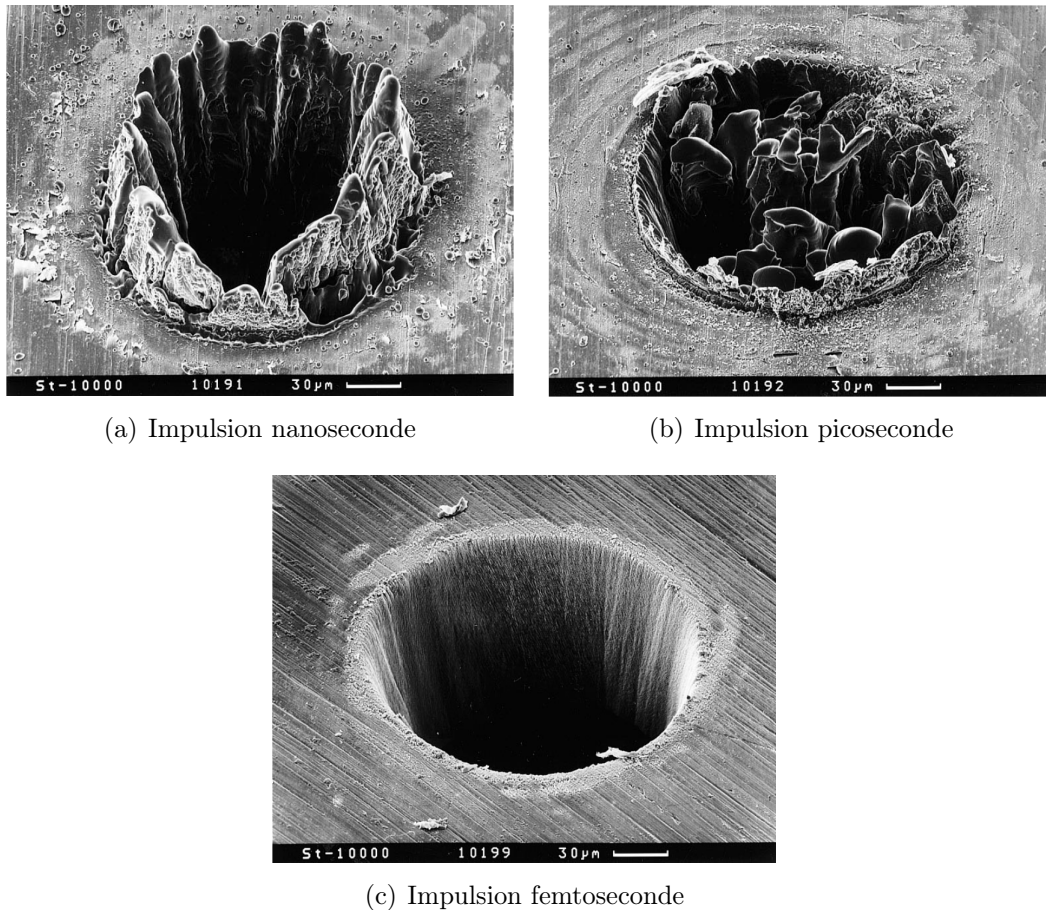 St-10000 10191 30µm
St-10000 10192 30µm
(a) Impulsion nanoseconde
(b) Impulsion picoseconde
St-10000 10199 30µm
(c) Impulsion femtoseconde